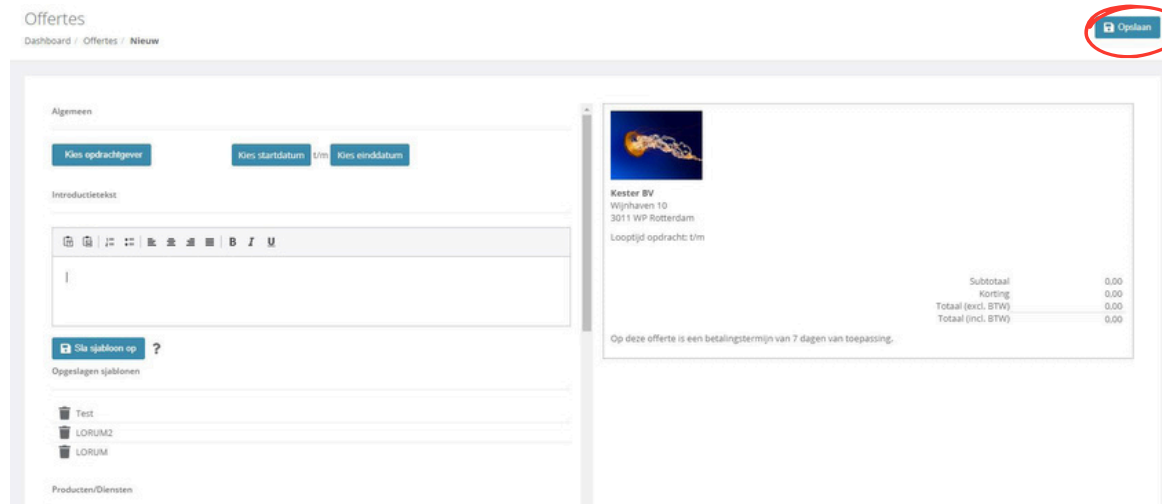 Offertes
Dashboard / Offertes / Nieuw
Opslaan
Algemeen
Kies opdrachtgever
Kies startdatum t/m Kies einddatum
Introductietekst
B I U
Sla sjabloon op ?
Opgeslagen sjablonen
Test
LORUM2
LORUM
Producten/Diensten
Kester BV
Wijnhaven 10
3011 WP Rotterdam
Looptijd opdracht: t/m
Subtotaal 0,00
Korting 0,00
Totaal (excl. BTW) 0,00
Totaal (incl. BTW) 0,00
Op deze offerte is een betalingstermijn van 7 dagen van toepassing.